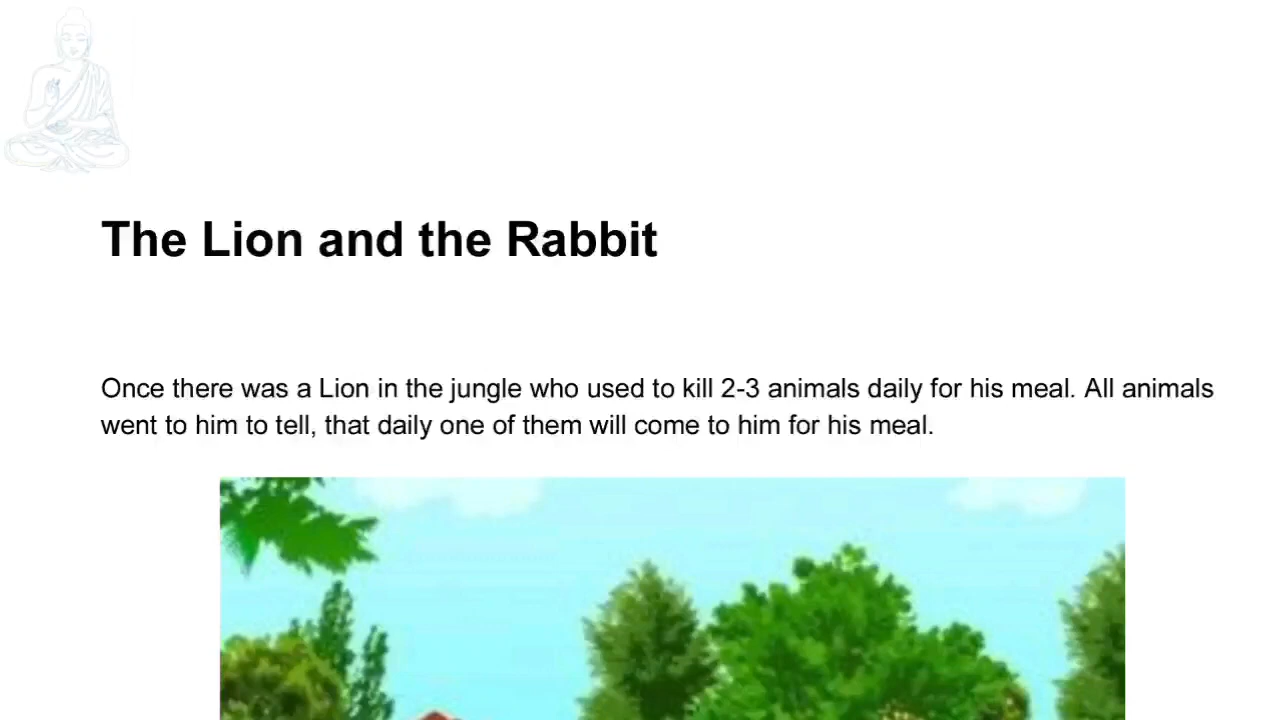 The Lion and the Rabbit
Once there was a Lion in the jungle who used to kill 2-3 animals daily for his meal. All animals
went to him to tell, that daily one of them will come to him for his meal.